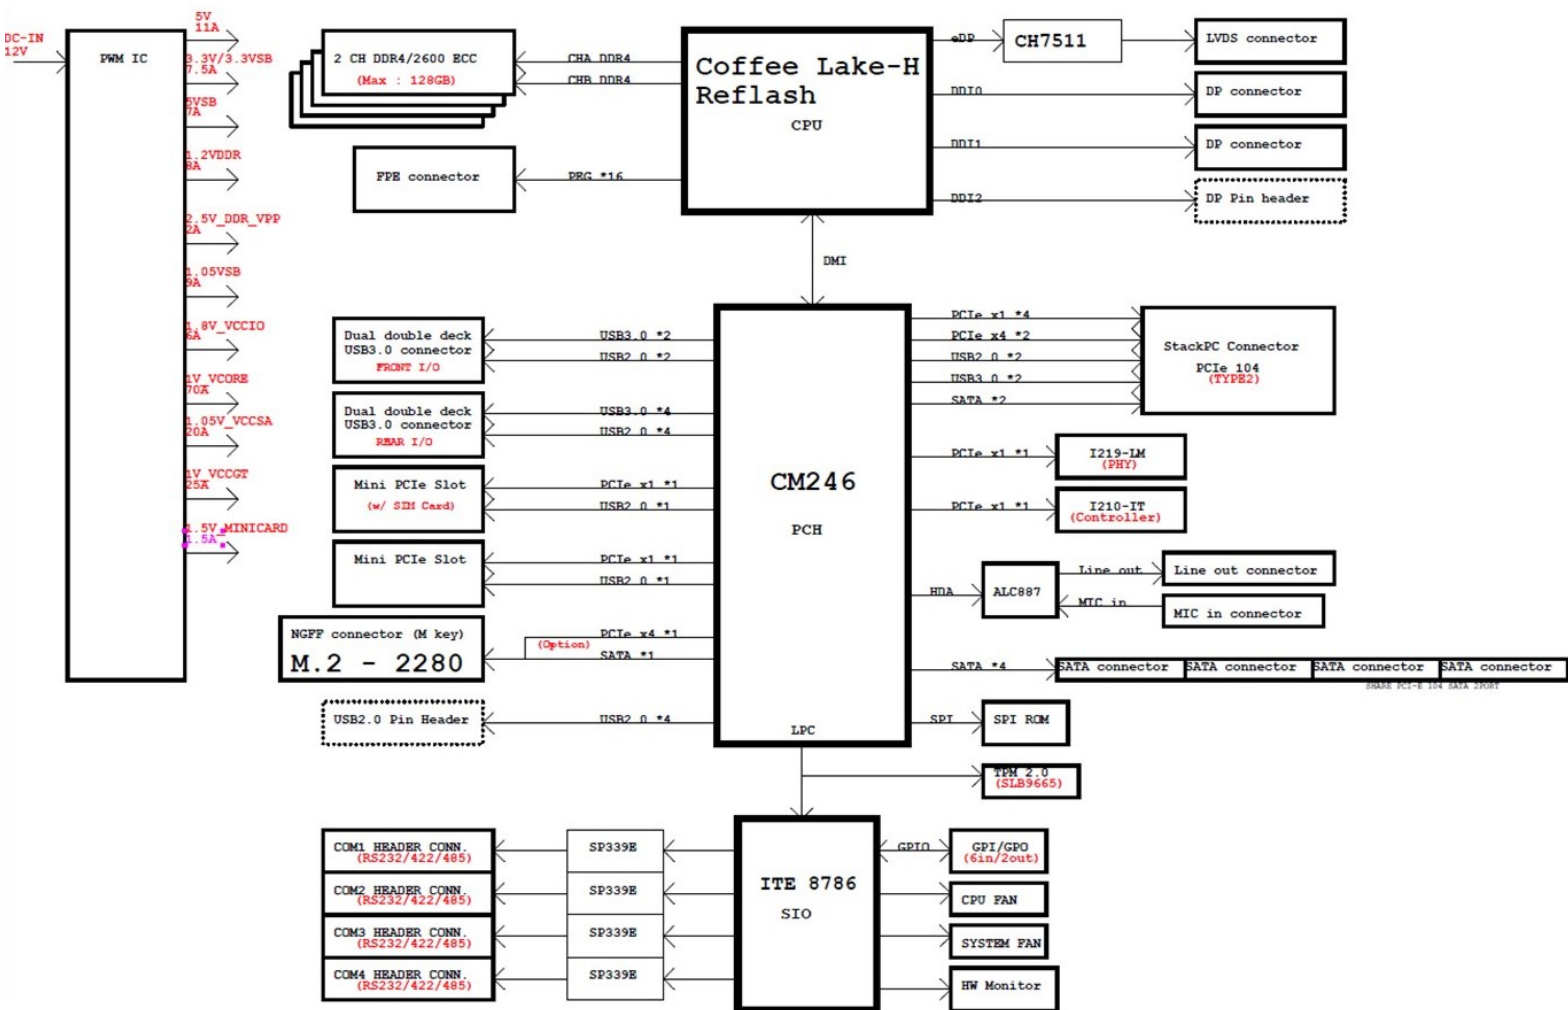 DC-IN
12V
PWM IC
5V
11A
3.3V/3.3VSB
7.5A
5VSB
7A
1.2VDDR
8A
2.5V_DDR_VPP
2A
1.05VSB
9A
1.8V_VCCIO
6A
1V_VCORE
70A
1.05V_VCCSA
20A
1V_VCCGT
25A
1.5V_MINICARD
1.5A
2 CH DDR4/2600 ECC
(Max : 128GB)
CHA DDR4
CHB DDR4
FPE connector
PEG *16
Coffee Lake-H
Reflash
CPU
eDP
CH7511
LVDS connector
DDI0
DP connector
DDI1
DP connector
DDI2
DP Pin header
DMI
Dual double deck
USB3.0 connector
FRONT I/O
USB3.0 *2
USB2.0 *2
Dual double deck
USB3.0 connector
REAR I/O
USB3.0 *4
USB2.0 *4
Mini PCIe Slot
(w/ SIM Card)
PCIe x1 *1
USB2.0 *1
Mini PCIe Slot
PCIe x1 *1
USB2.0 *1
NGFF connector (M key)
M.2 - 2280
(Option)
PCIe x4 *1
SATA *1
USB2.0 Pin Header
USB2.0 *4
CM246
PCH
LPC
PCIe x1 *4
PCIe x4 *2
USB2.0 *2
USB3.0 *2
SATA *2
StackPC Connector
PCIe 104
(TYPE2)
PCIe x1 *1
I219-LM
(PHY)
PCIe x1 *1
I210-IT
(Controller)
HDA
ALC887
Line out
Line out connector
MIC in
MIC in connector
SATA *4
SATA connector
SATA connector
SATA connector
SATA connector
SHARE PCI-E 104 SATA 2PORT
SPI
SPI ROM
TPM 2.0
(SLB9665)
COM1 HEADER CONN.
(RS232/422/485)
SP339E
COM2 HEADER CONN.
(RS232/422/485)
SP339E
COM3 HEADER CONN.
(RS232/422/485)
SP339E
COM4 HEADER CONN.
(RS232/422/485)
SP339E
ITE 8786
SIO
GPIO
GPI/GPO
(6in/2out)
CPU FAN
SYSTEM FAN
HW Monitor